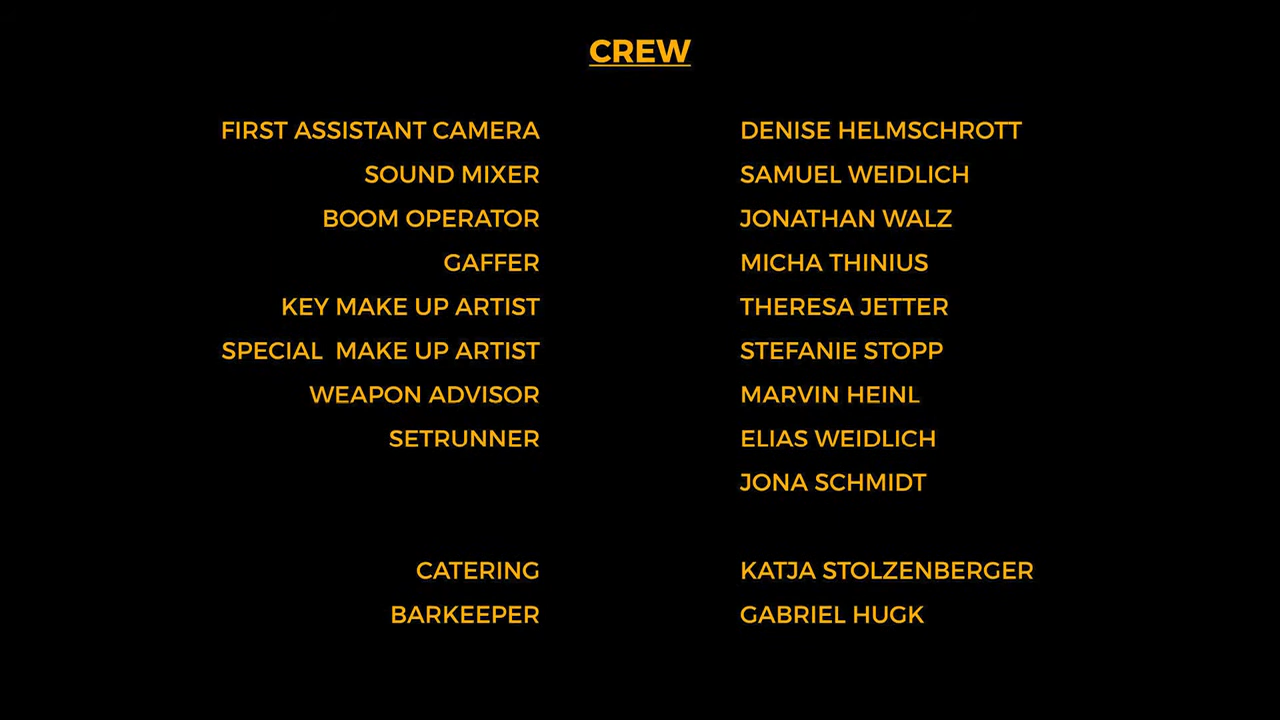 CREW
FIRST ASSISTANT CAMERA DENISE HELMSCHROTT
SOUND MIXER SAMUEL WEIDLICH
BOOM OPERATOR JONATHAN WALZ
GAFFER MICHA THINIUS
KEY MAKE UP ARTIST THERESA JETTER
SPECIAL  MAKE UP ARTIST STEFANIE STOPP
WEAPON ADVISOR MARVIN HEINL
SETRUNNER ELIAS WEIDLICH
JONA SCHMIDT
CATERING KATJA STOLZENBERGER
BARKEEPER GABRIEL HUGK